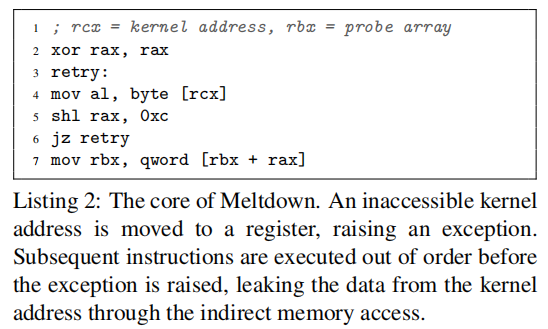 1 ; rcx = kernel address, rbx = probe array
2 xor rax, rax
3 retry:
4 mov al, byte [rcx]
5 shl rax, 0xc
6 jz retry
7 mov rbx, qword [rbx + rax]
Listing 2: The core of Meltdown. An inaccessible kernel
address is moved to a register, raising an exception.
Subsequent instructions are executed out of order before
the exception is raised, leaking the data from the kernel
address through the indirect memory access.